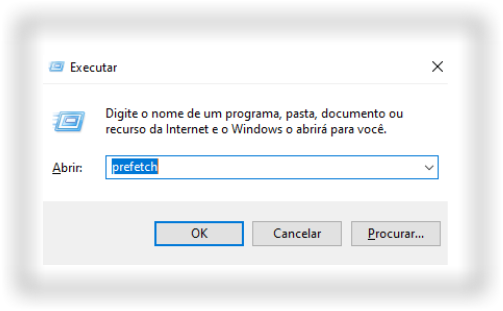 Executar
Digite o nome de um programa, pasta, documento ou
recurso da Internet e o Windows o abrirá para você.
Abrir: prefetch
OK Cancelar Procurar...